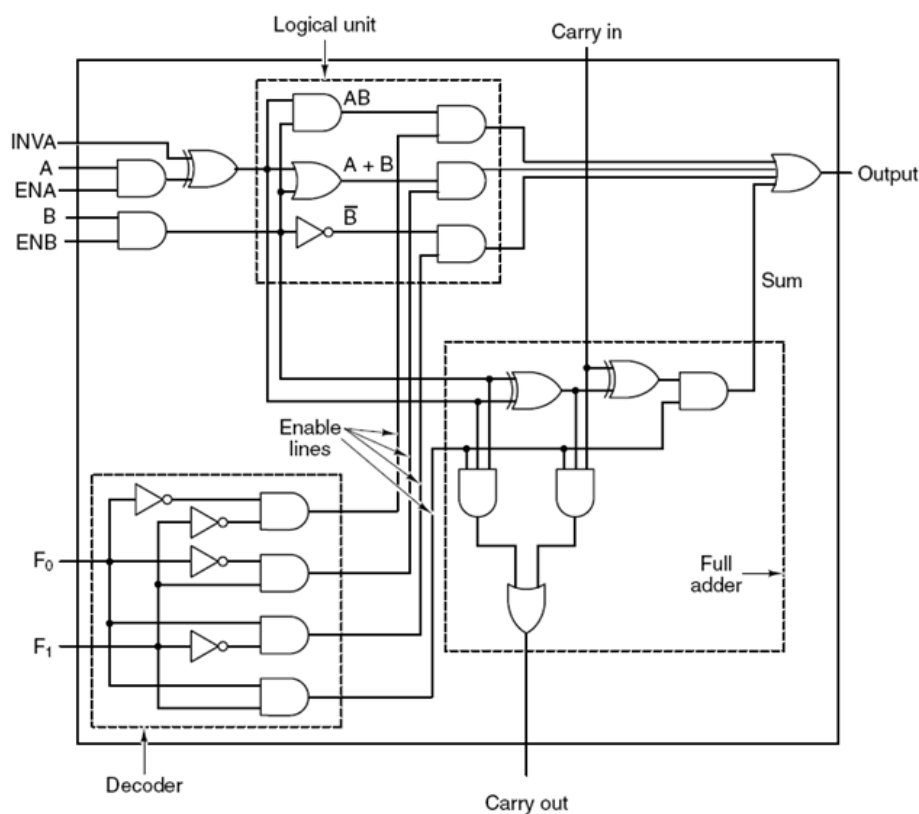 Logical unit
Carry in
AB
INVA
A
ENA
A + B
Output
B
B̅
ENB
Sum
Enable
lines
F₀
Full
adder
F₁
Decoder
Carry out